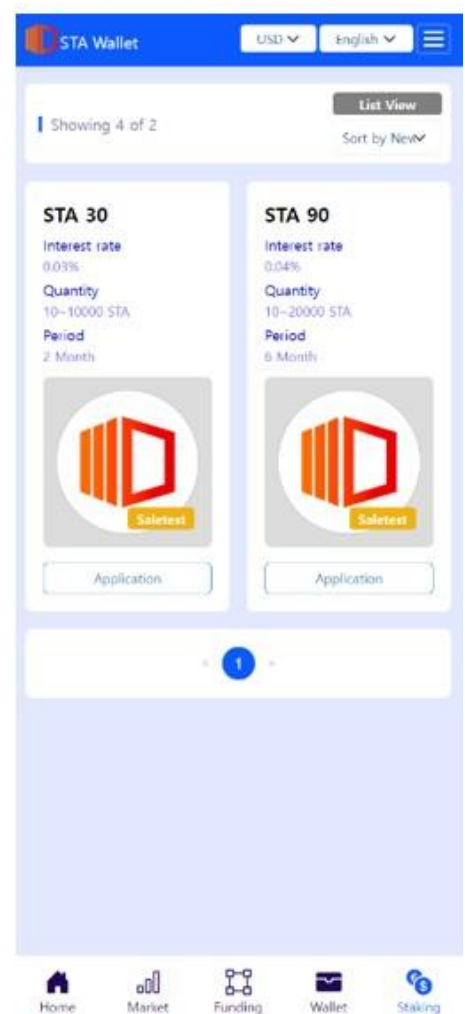 STA Wallet
USD
English
List View
Showing 4 of 2
Sort by New
STA 30
Interest rate
0.03%
Quantity
10~10000 STA
Period
2 Month
Saletext
Application
STA 90
Interest rate
0.04%
Quantity
10~20000 STA
Period
6 Month
Saletext
Application
1
Home
Market
Funding
Wallet
Staking